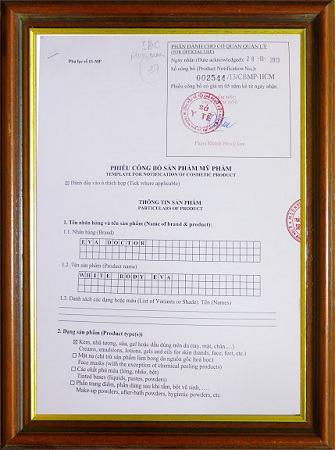 Phụ lục số 01-MP
PHẦN DÀNH CHO CƠ QUAN QUẢN LÝ
(FOR OFFICIAL USE)
Ngày nhận (Date acknowledged):
Số công bố (Product Notification No.):
002544/13/CBMP-HCM
Phiếu công bố có giá trị 05 năm kể từ ngày nhận.
SỞ
Y TẾ
Phạm Khánh Phong Lan
PHIẾU CÔNG BỐ SẢN PHẨM MỸ PHẨM
TEMPLATE FOR NOTIFICATION OF COSMETIC PRODUCT
Đánh dấu vào ô thích hợp (Tick where applicable)
THÔNG TIN SẢN PHẨM
PARTICULARS OF PRODUCT
1. Tên nhãn hàng và tên sản phẩm (Name of brand & product):
1.1. Nhãn hàng (Brand)
EVA DOCTOR
1.2. Tên sản phẩm (Product name)
WHITE BODY EVA
1.3. Danh sách các dạng hoặc màu (List of Variants or Shade). Tên (Names)
2. Dạng sản phẩm (Product type(s))
Kem, nhũ tương, sữa, gel hoặc dầu dùng trên da (tay, mặt, chân,....)
Creams, emulsions, lotions, gels and oils for skin (hands, face, feet, etc.)
Mặt nạ (chỉ trừ sản phẩm làm bong da nguồn gốc hoá học)
Face masks (with the exception of chemical peeling products)
Các chất phủ màu (lỏng, nhão, bột)
Tinted bases (liquids, pastes, powders)
Phấn trang điểm, phấn dùng sau khi tắm, bột vệ sinh, ....
Make-up powders, after-bath powders, hygienic powders, etc.